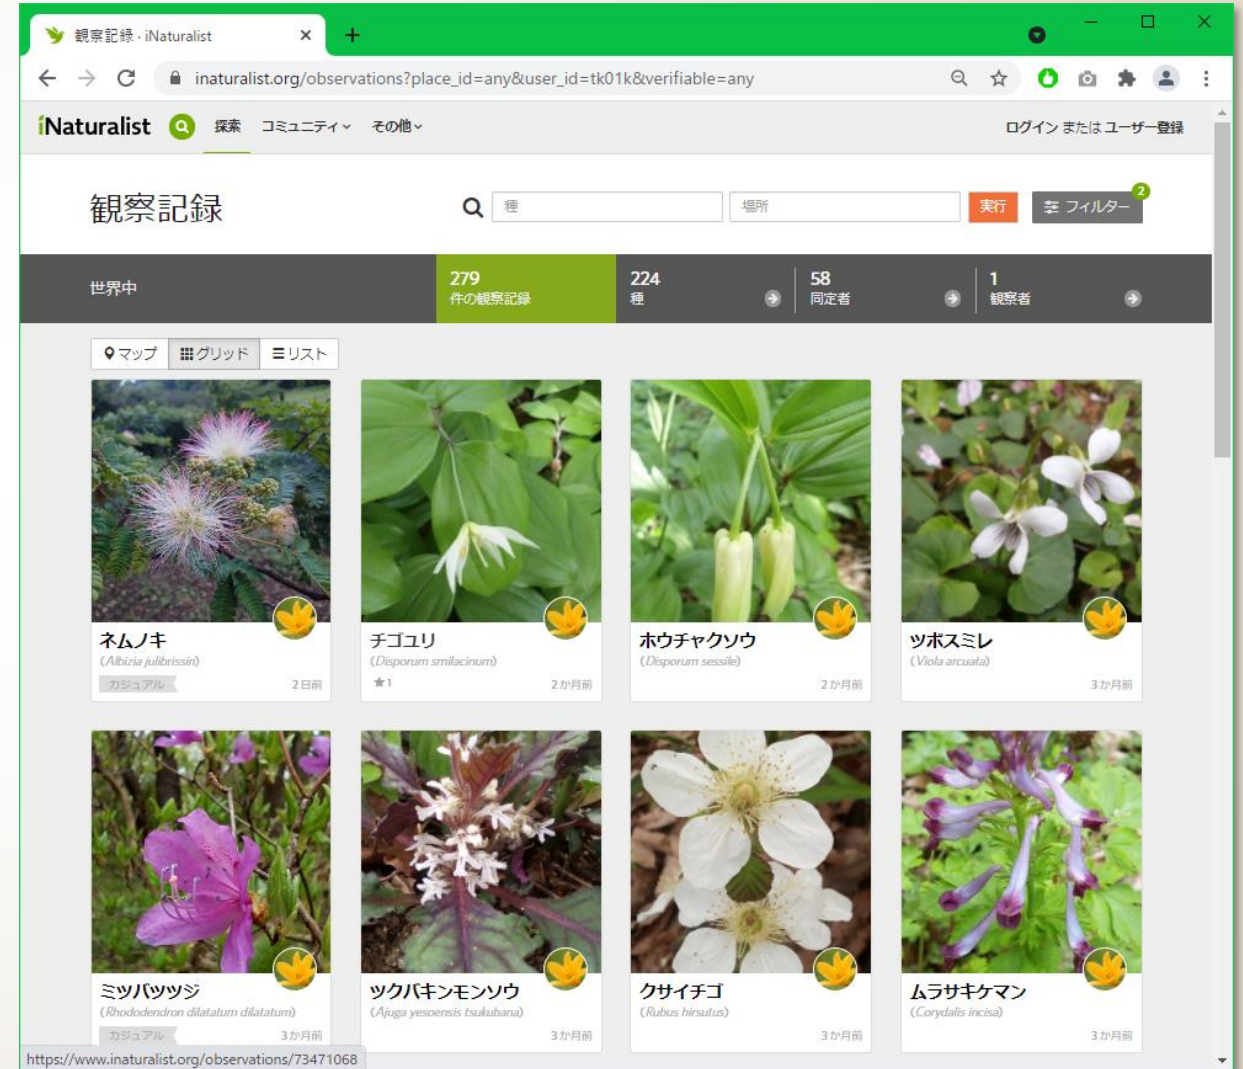 観察記録 · iNaturalist
inaturalist.org/observations?place_id=any&user_id=tk01k&verifiable=any
iNaturalist 探索 コミュニティ その他 ログイン または ユーザー登録
観察記録 種 場所 実行 フィルター 2
世界中 279 件の観察記録 224 種 58 同定者 1 観察者
マップ グリッド リスト
ネムノキ
(Albizia julibrissin)
カジュアル 2日前
チゴユリ
(Disporum smilacinum)
★1 2か月前
ホウチャクソウ
(Disporum sessile)
2か月前
ツボスミレ
(Viola arcuata)
3か月前
ミツバツツジ
(Rhododendron dilatatum dilatatum)
カジュアル 3か月前
ツクバキンモンソウ
(Ajuga yesoensis tsukubana)
3か月前
クサイチゴ
(Rubus hirsutus)
3か月前
ムラサキケマン
(Corydalis incisa)
3か月前
https://www.inaturalist.org/observations/73471068